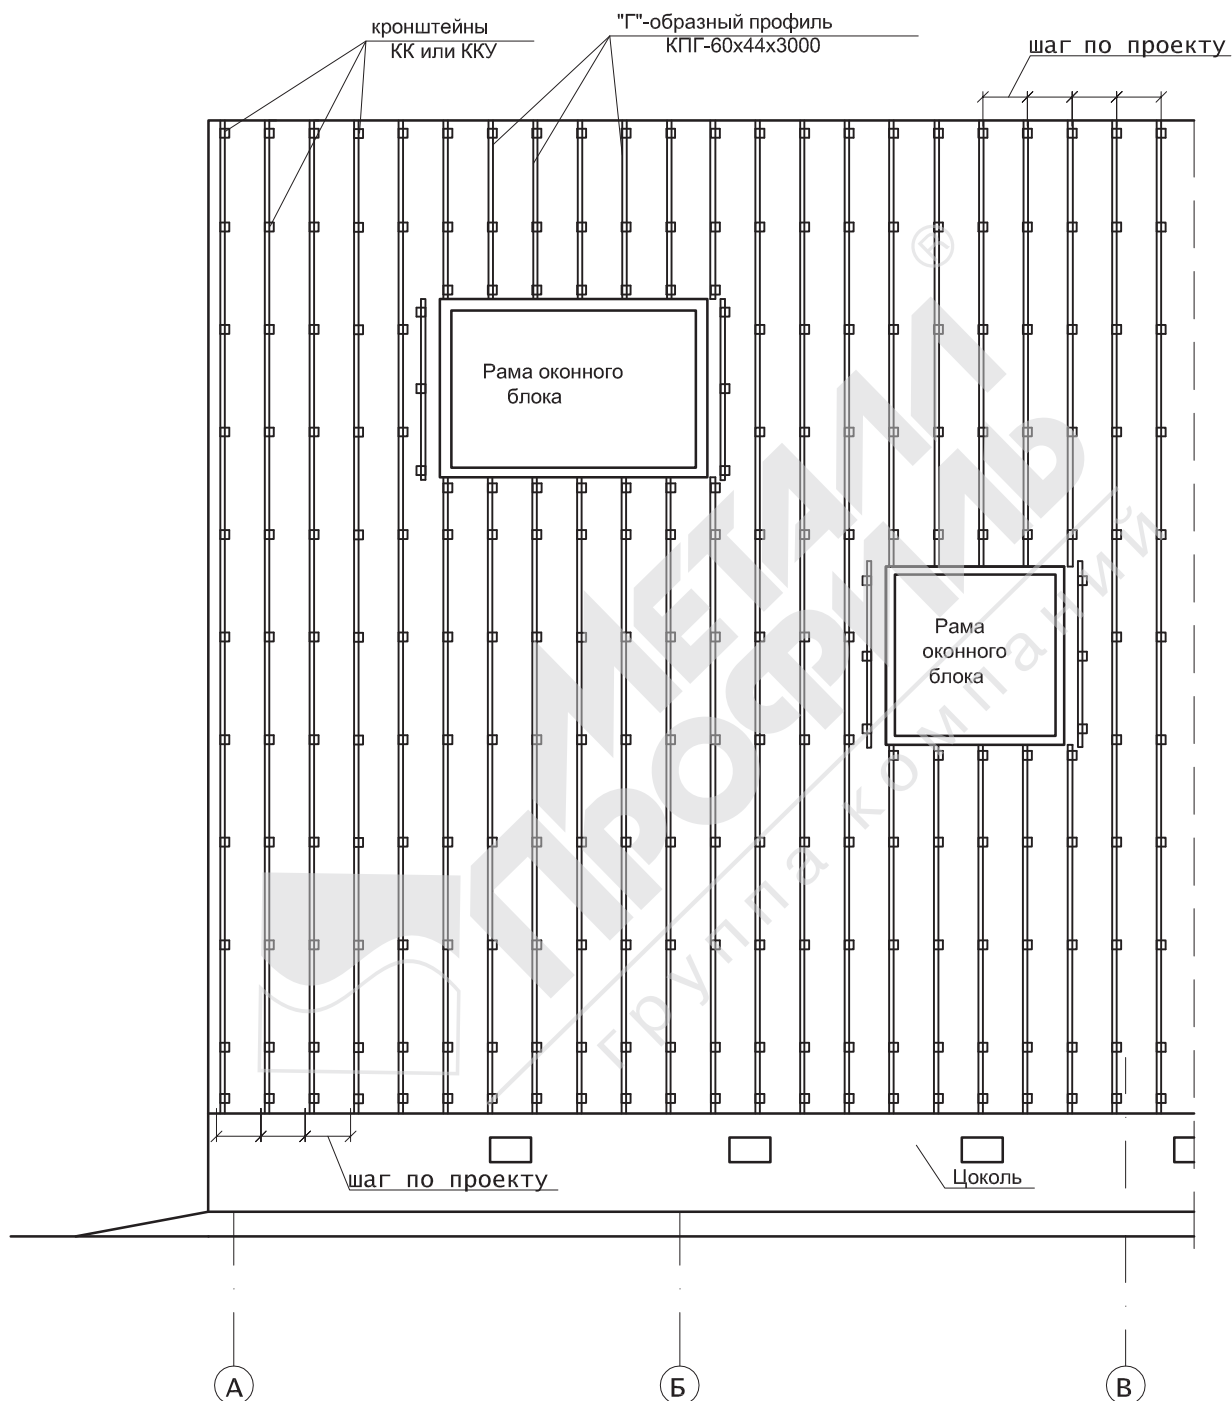 кронштейны
КК или ККУ
"Г"-образный профиль
КПГ-60х44х3000
шаг по проекту
Рама оконного
блока
Рама
оконного
блока
МЕТАЛЛ ®
ПРОФИЛЬ
группа компаний
шаг по проекту
Цоколь
А
Б
В